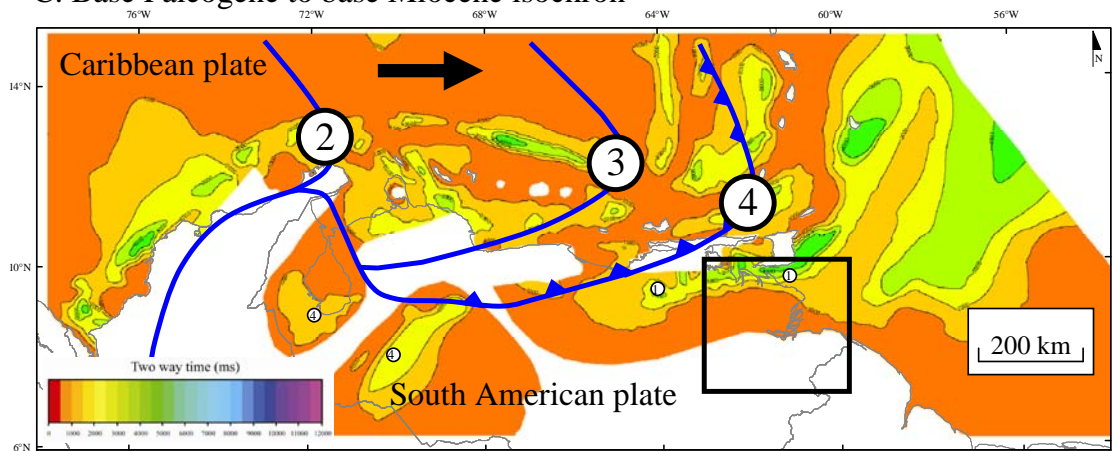 C. Base Paleogene to base Miocene isochron
76°W 72°W 68°W 64°W 60°W 56°W
Caribbean plate
N
14°N
2
3
4
10°N
1
1
4
4
200 km
Two way time (ms)
South American plate
0 1000 2000 3000 4000 5000 6000 7000 8000 9000 10000 11000 12000
6°N